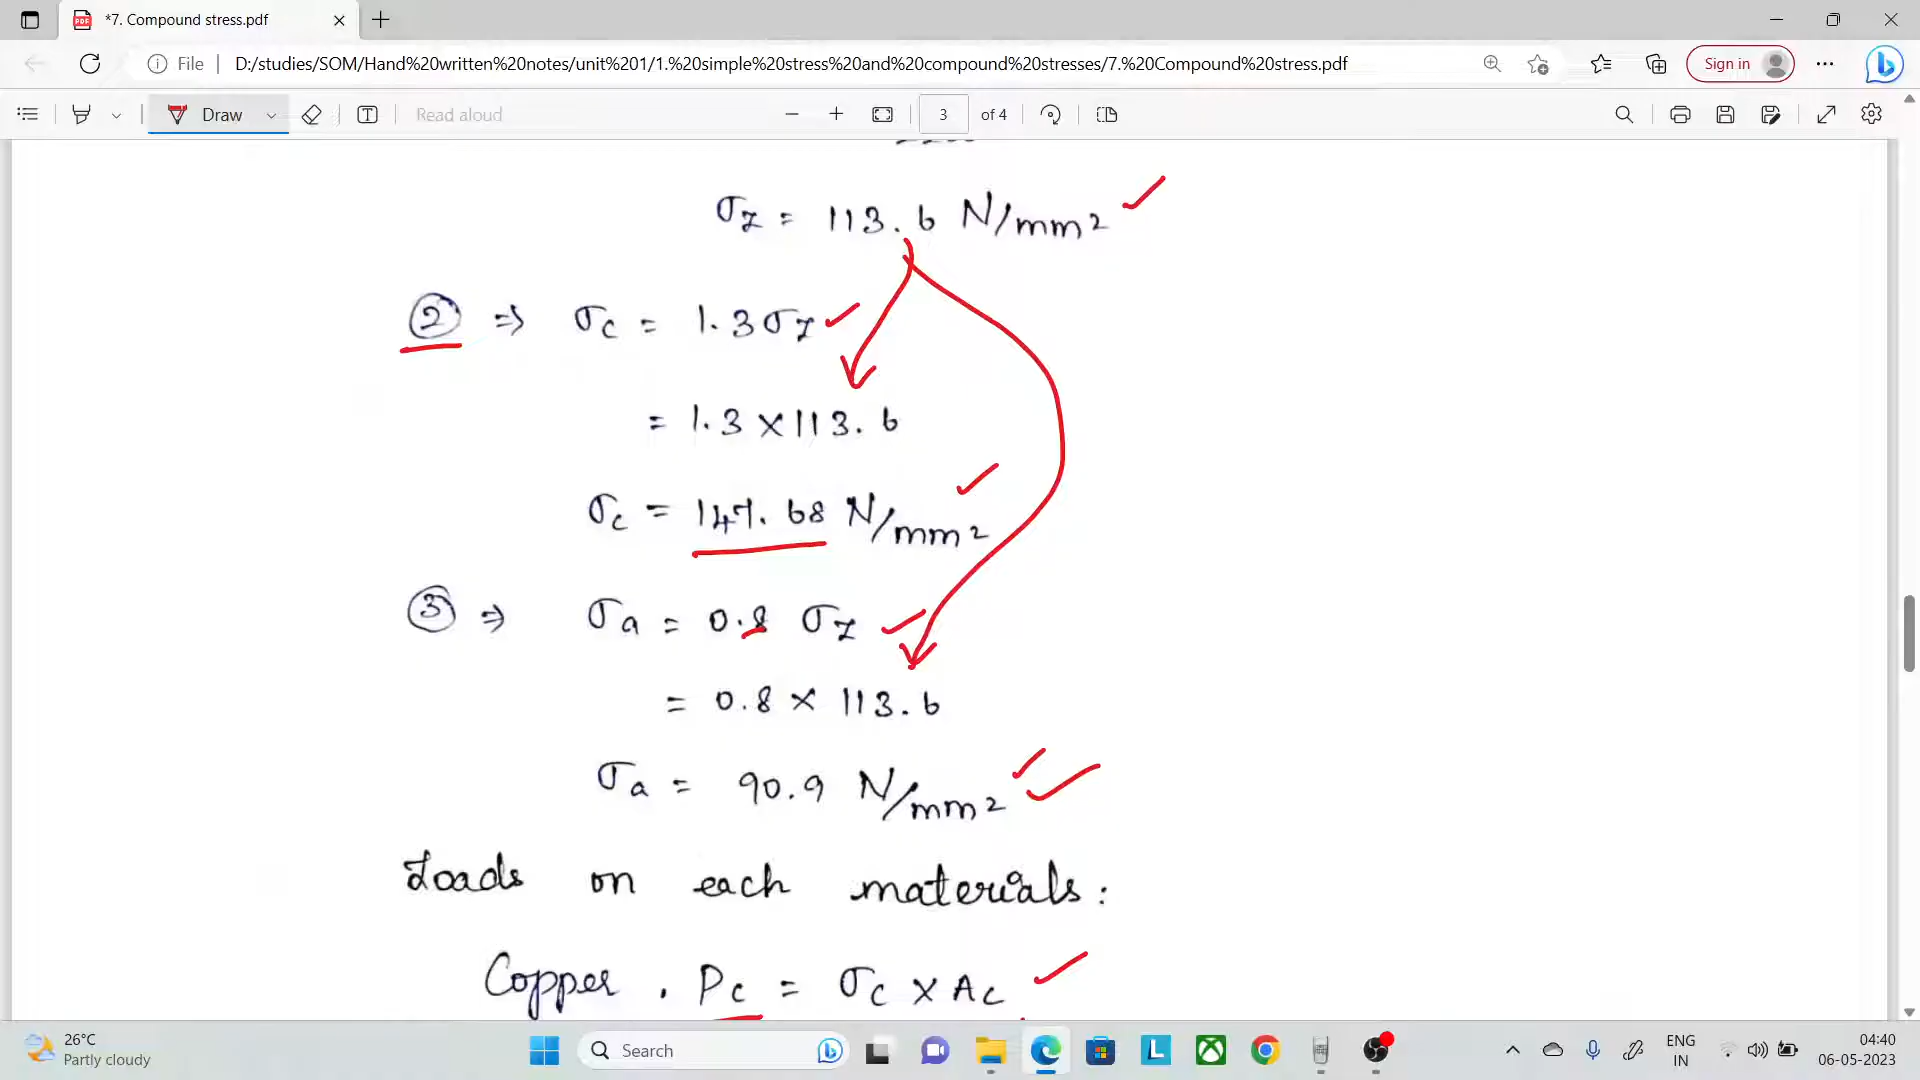 *7. Compound stress.pdf
File
D:/studies/SOM/Hand%20written%20notes/unit%201/1.%20simple%20stress%20and%20compound%20stresses/7.%20Compound%20stress.pdf
Sign in
Draw
Read aloud
3 of 4
σz = 113.6 N/mm2
② => σc = 1.3σz
= 1.3 × 113.6
σc = 147.68 N/mm2
③ => σa = 0.8 σz
= 0.8 × 113.6
σa = 90.9 N/mm2
Loads on each materials:
Copper, Pc = σc × Ac
26°C
Partly cloudy
Search
ENG
IN
04:40
06-05-2023